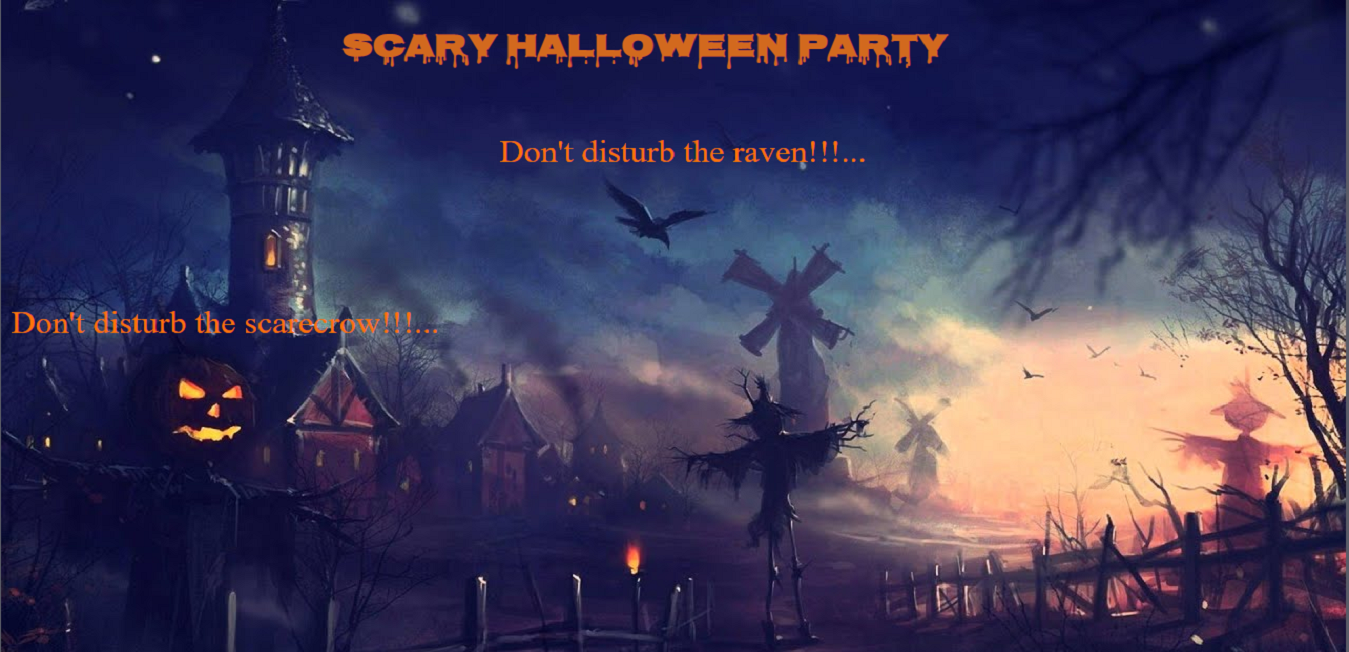 SCARY HALLOWEEN PARTY
Don't disturb the raven!!!...
Don't disturb the scarecrow!!!...